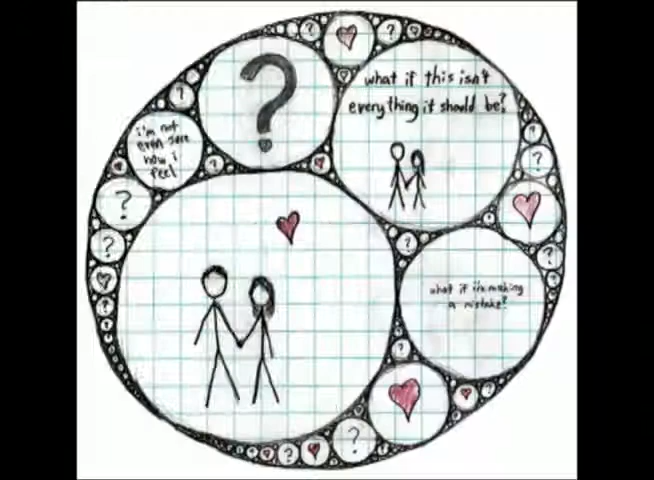 ?
what if this isn't
everything it should be?
i'm not
even sure
how i
feel
what if i'm making
a mistake?
?
?
?
?
?
?
?
?
?